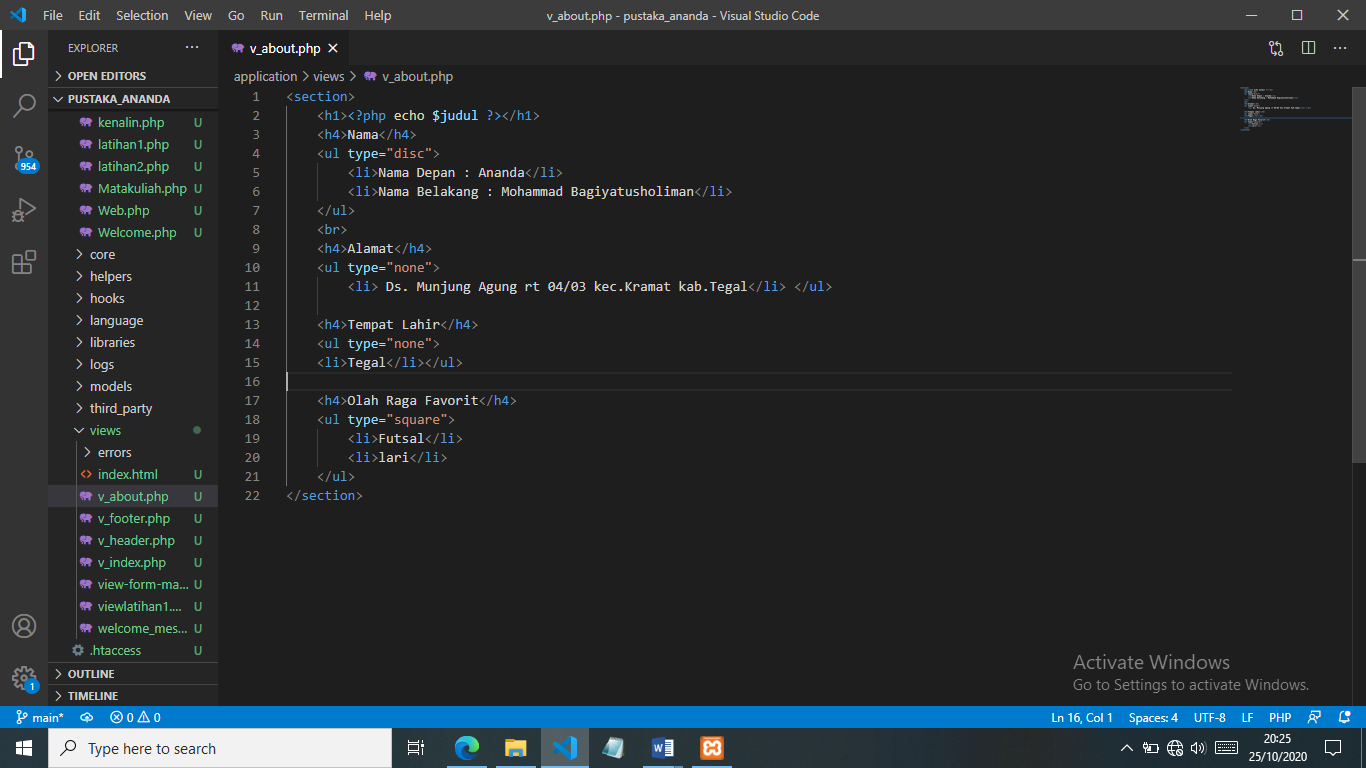 File Edit Selection View Go Run Terminal Help
v_about.php - pustaka_ananda - Visual Studio Code
EXPLORER
OPEN EDITORS
PUSTAKA_ANANDA
kenalin.php U
latihan1.php U
latihan2.php U
Matakuliah.php U
Web.php U
Welcome.php U
core
helpers
hooks
language
libraries
logs
models
third_party
views
errors
index.html U
v_about.php U
v_footer.php U
v_header.php U
v_index.php U
view-form-ma... U
viewlatihan1.... U
welcome_mes... U
.htaccess U
OUTLINE
TIMELINE
954
1
v_about.php
application > views > v_about.php
1 <section>
2 <h1><?php echo $judul ?></h1>
3 <h4>Nama</h4>
4 <ul type="disc">
5 <li>Nama Depan : Ananda</li>
6 <li>Nama Belakang : Mohammad Bagiyatusholiman</li>
7 </ul>
8 <br>
9 <h4>Alamat</h4>
10 <ul type="none">
11 <li> Ds. Munjung Agung rt 04/03 kec.Kramat kab.Tegal</li> </ul>
12
13 <h4>Tempat Lahir</h4>
14 <ul type="none">
15 <li>Tegal</li></ul>
16
17 <h4>Olah Raga Favorit</h4>
18 <ul type="square">
19 <li>Futsal</li>
20 <li>lari</li>
21 </ul>
22 </section>
Activate Windows
Go to Settings to activate Windows.
main* 0 0 Ln 16, Col 1 Spaces: 4 UTF-8 LF PHP
Type here to search
20:25
25/10/2020